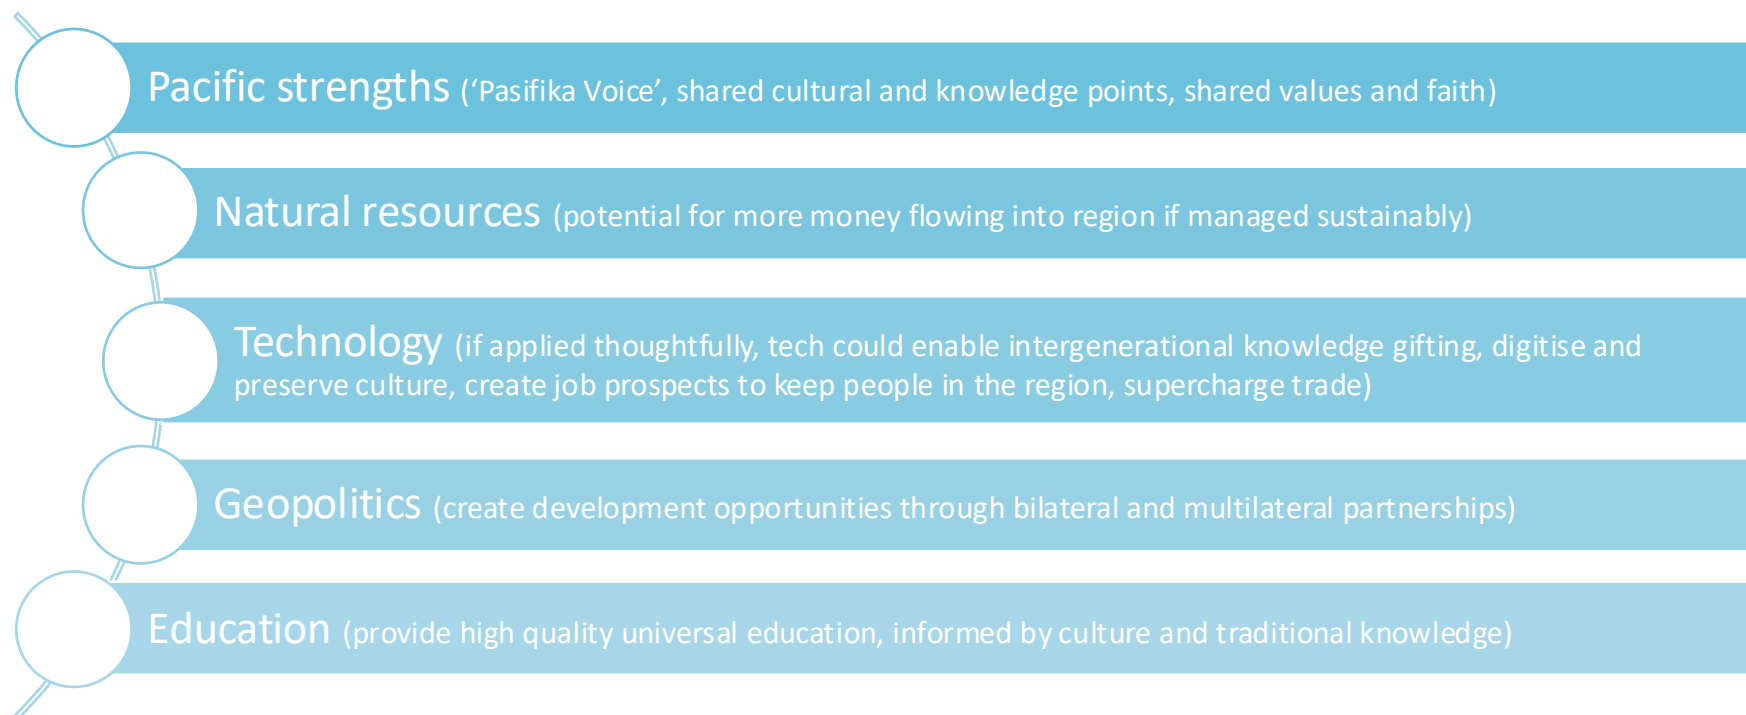 Pacific strengths (‘Pasifika Voice’, shared cultural and knowledge points, shared values and faith)
Natural resources (potential for more money flowing into region if managed sustainably)
Technology (if applied thoughtfully, tech could enable intergenerational knowledge gifting, digitise and
preserve culture, create job prospects to keep people in the region, supercharge trade)
Geopolitics (create development opportunities through bilateral and multilateral partnerships)
Education (provide high quality universal education, informed by culture and traditional knowledge)